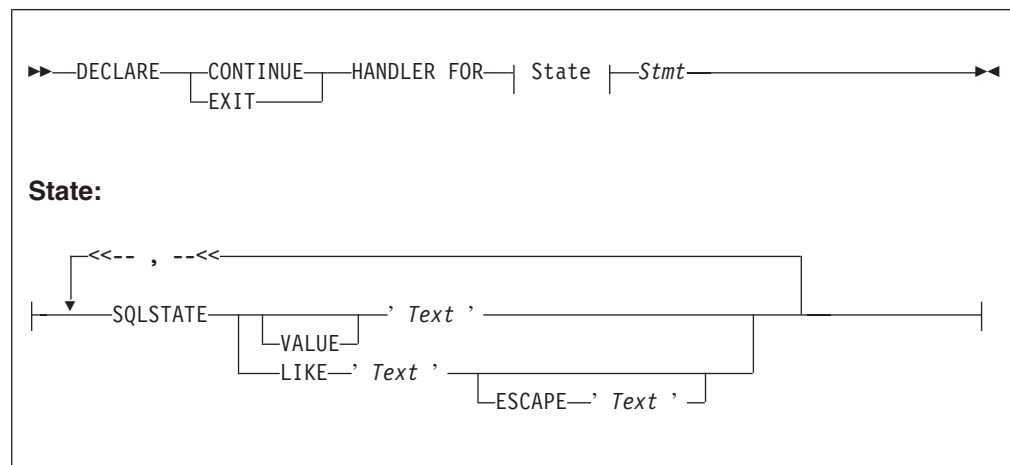 DECLARE CONTINUE HANDLER FOR State Stmt
EXIT
State:
<<-- , --<<
SQLSTATE ' Text '
VALUE
LIKE ' Text '
ESCAPE ' Text '